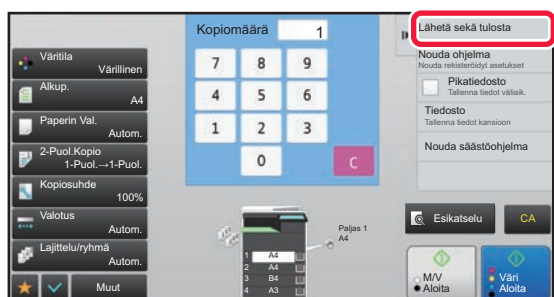 Väritila
Värillinen
Alkup.
A4
Paperin Val.
Autom.
2-Puol.Kopio
1-Puol.→1-Puol.
Kopiosuhde
100%
Valotus
Autom.
Lajittelu/ryhmä
Autom.
Muut
Kopiomäärä 1
7 8 9
4 5 6
1 2 3
0 C
Paljas 1
A4
1 A4
2 A4
3 B4
4 A3
Lähetä sekä tulosta
Nouda ohjelma
Nouda rekisteröidyt asetukset
Pikatiedosto
Tallenna tiedot väliaik.
Tiedosto
Tallenna tiedot kansioon
Nouda säästöohjelma
Esikatselu CA
M/V
Aloita
Väri
Aloita